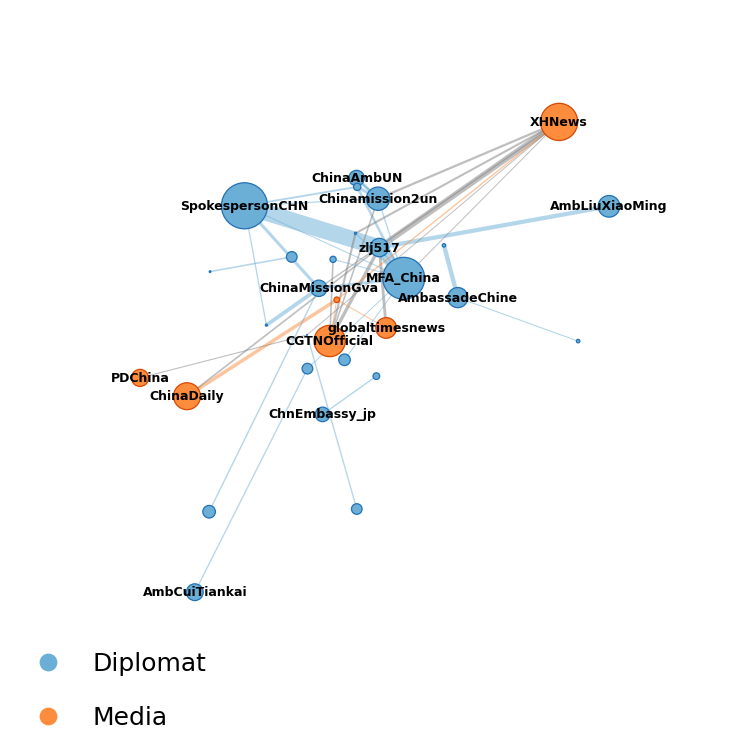 XHNews
ChinaAmbUN
Chinamission2un
SpokespersonCHN
AmbLiuXiaoMing
zlj517
MFA_China
ChinaMissionGva
AmbassadeChine
globaltimesnews
CGTNOfficial
PDChina
ChinaDaily
ChnEmbassy_jp
AmbCuiTiankai
Diplomat
Media